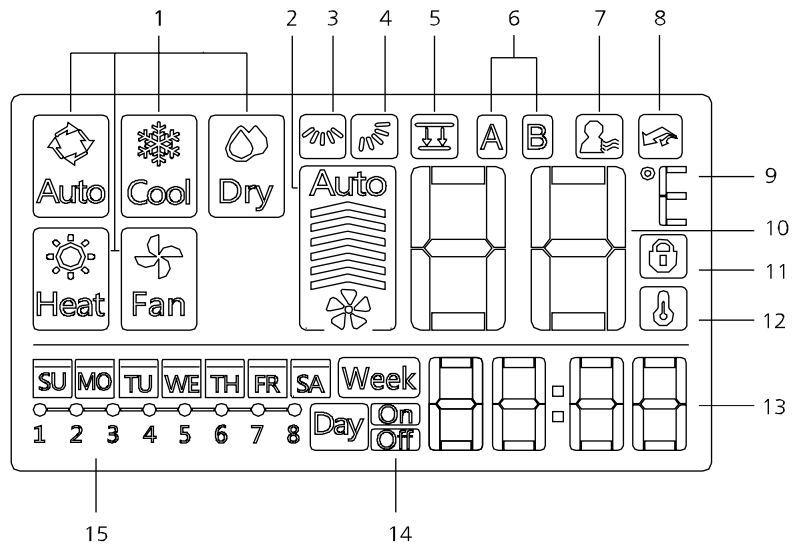 1 2 3 4 5 6 7 8
A B
Auto Cool Dry Auto
9
10
Heat Fan
11
12
SU MO TU WE TH FR SA Week
88:88 13
1 2 3 4 5 6 7 8 Day On
Off
15 14